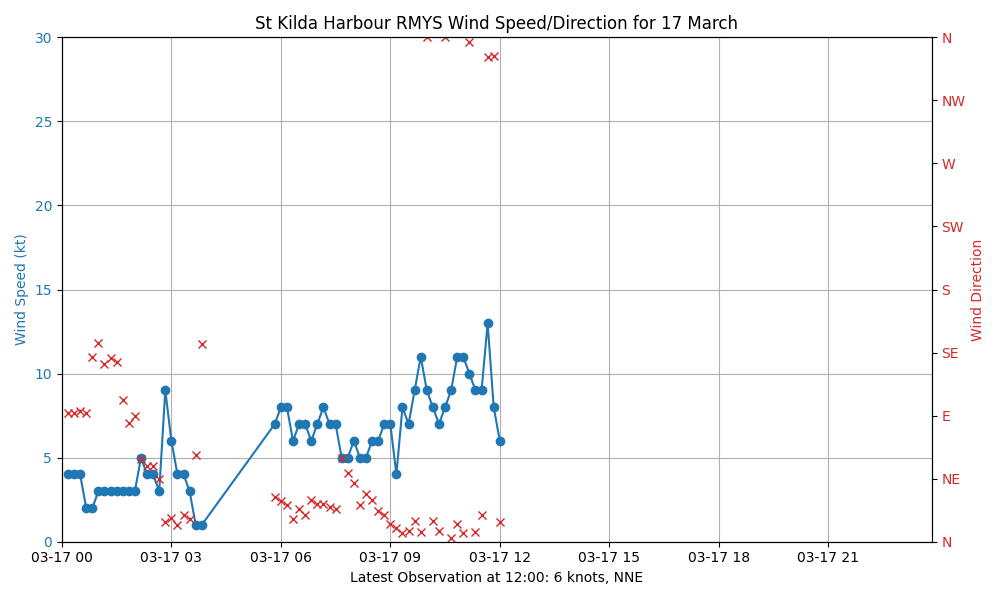 St Kilda Harbour RMYS Wind Speed/Direction for 17 March
30
25
20
15
10
5
0
Wind Speed (kt)
N
NW
W
SW
S
SE
E
NE
N
Wind Direction
03-17 00
03-17 03
03-17 06
03-17 09
03-17 12
03-17 15
03-17 18
03-17 21
Latest Observation at 12:00: 6 knots, NNE